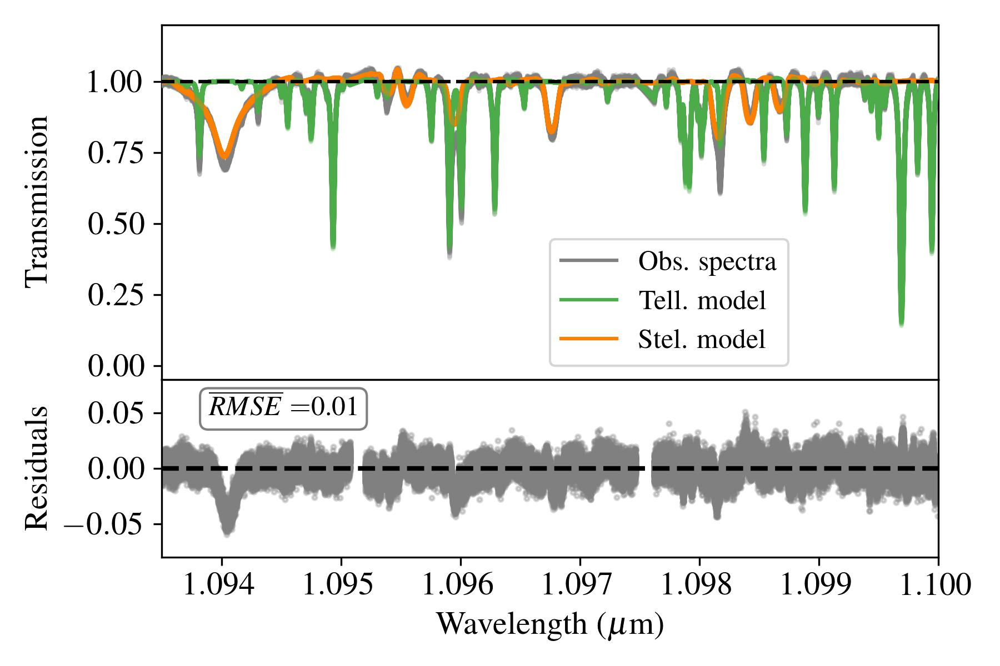 Transmission
1.00
0.75
0.50
0.25
0.00
Obs. spectra
Tell. model
Stel. model
Residuals
0.05
0.00
−0.05
RMSE =0.01
1.094 1.095 1.096 1.097 1.098 1.099 1.100
Wavelength (μm)